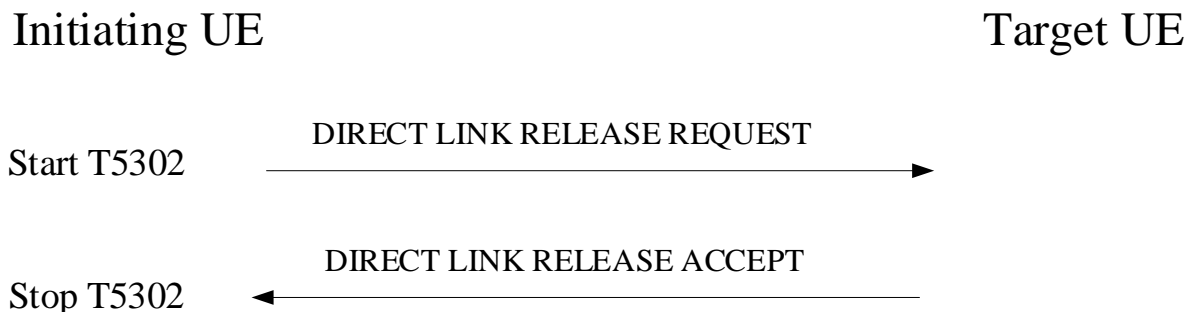 Initiating UE
Target UE
DIRECT LINK RELEASE REQUEST
Start T5302
DIRECT LINK RELEASE ACCEPT
Stop T5302